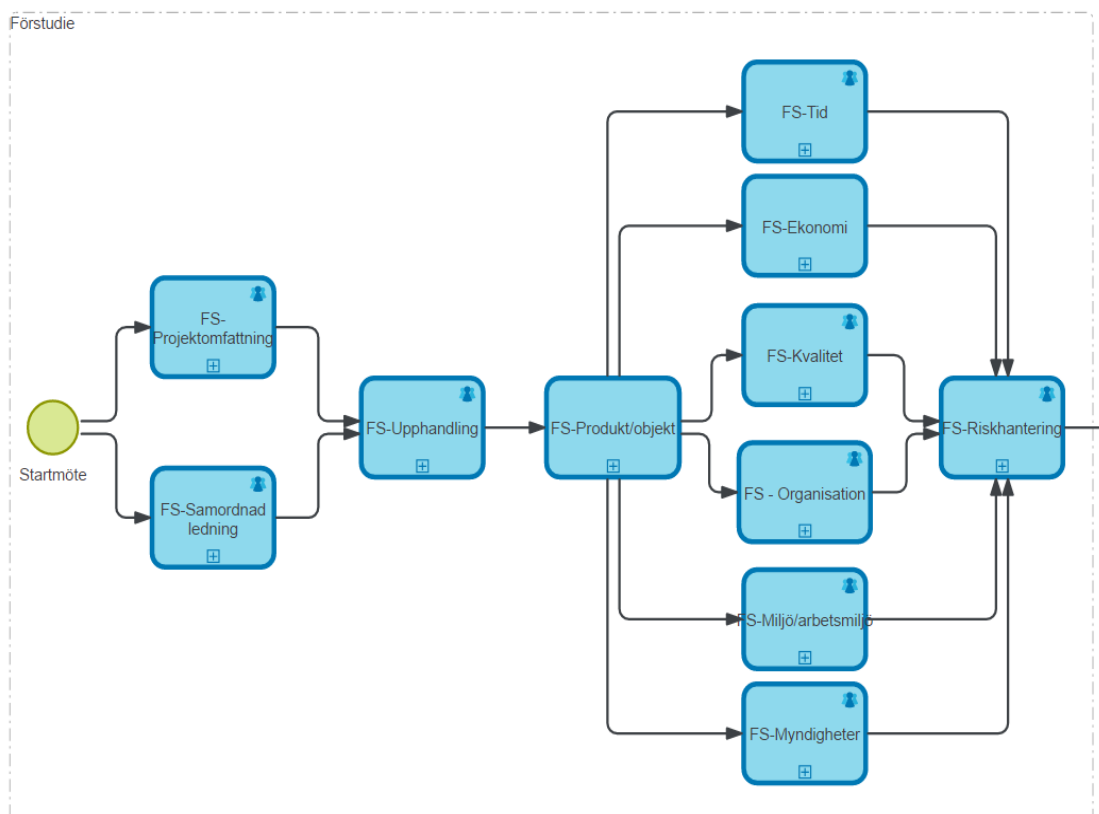 Förstudie
FS-Tid
FS-Ekonomi
FS-
Projektomfattning
FS-Kvalitet
FS-Upphandling
FS-Produkt/objekt
FS-Riskhantering
Startmöte
FS-Samordnad
ledning
FS - Organisation
FS-Miljö/arbetsmiljö
FS-Myndigheter